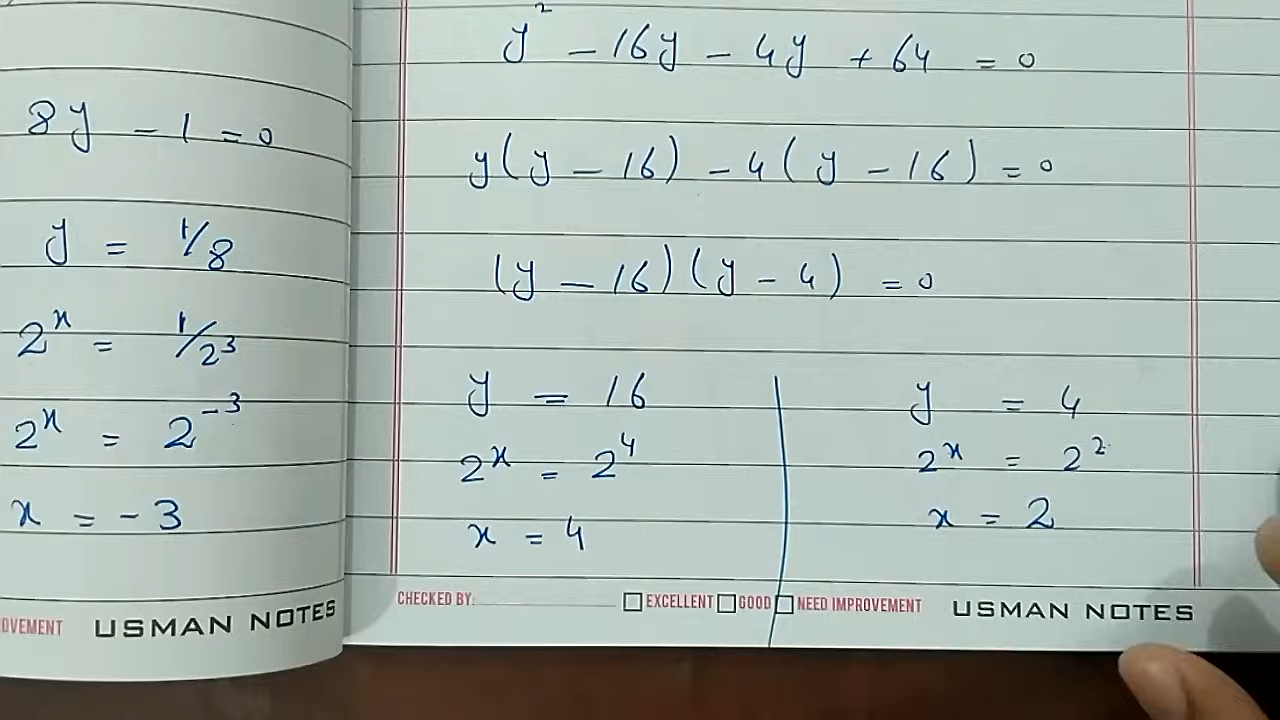 8y - 1 = 0
y = 1/8
2^x = 1/2^3
2^x = 2^-3
x = -3
OVEMENT USMAN NOTES
y^2 - 16y - 4y + 64 = 0
y(y - 16) - 4(y - 16) = 0
(y - 16)(y - 4) = 0
y = 16
2^x = 2^4
x = 4
y = 4
2^x = 2^2
x = 2
CHECKED BY: EXCELLENT GOOD NEED IMPROVEMENT USMAN NOTES